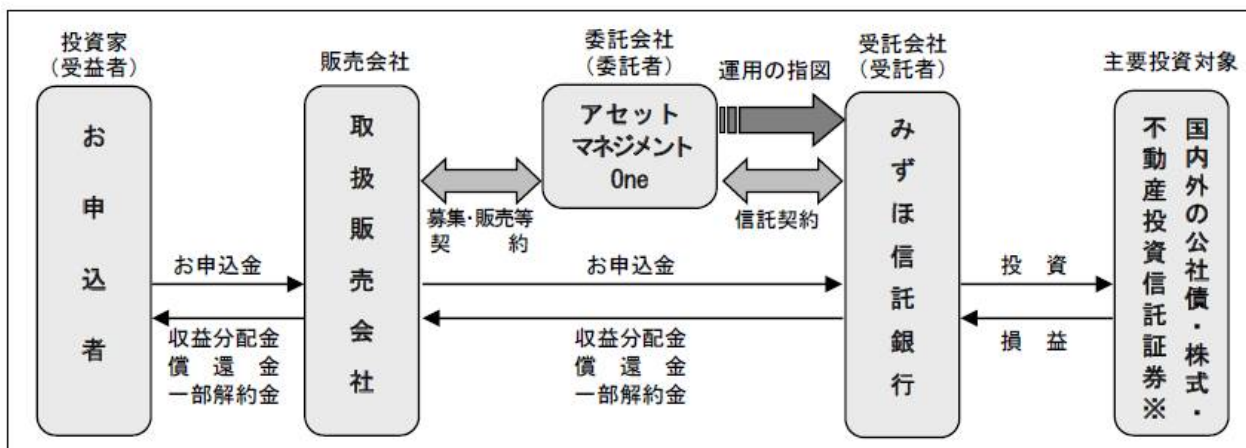 投資家
(受益者)
お申込者
販売会社
取扱販売会社
委託会社
(委託者)
アセット
マネジメント
One
運用の指図
受託会社
(受託者)
みずほ信託銀行
主要投資対象
国内外の公社債・株式・
不動産投資信託証券※
募集・販売等
契 約
信託契約
お申込金
収益分配金
償 還 金
一部解約金
お申込金
収益分配金
償 還 金
一部解約金
投 資
損 益